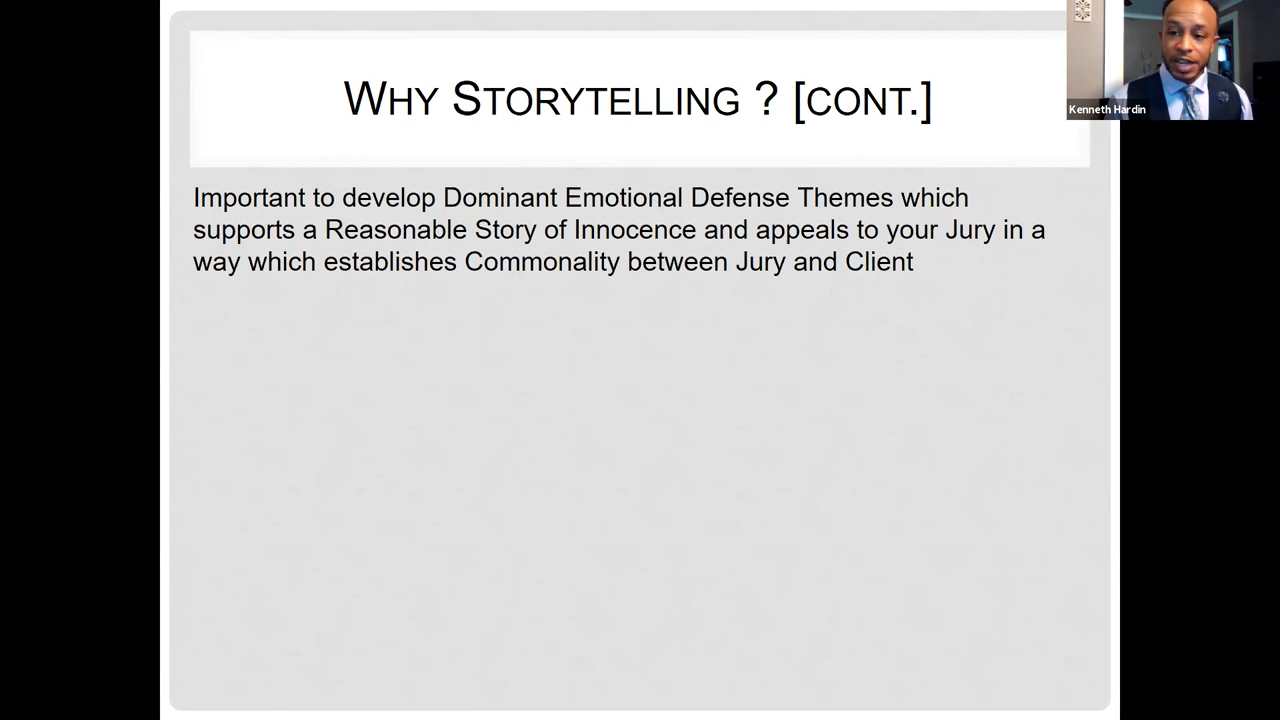 WHY STORYTELLING ? [CONT.]
Important to develop Dominant Emotional Defense Themes which
supports a Reasonable Story of Innocence and appeals to your Jury in a
way which establishes Commonality between Jury and Client
Kenneth Hardin